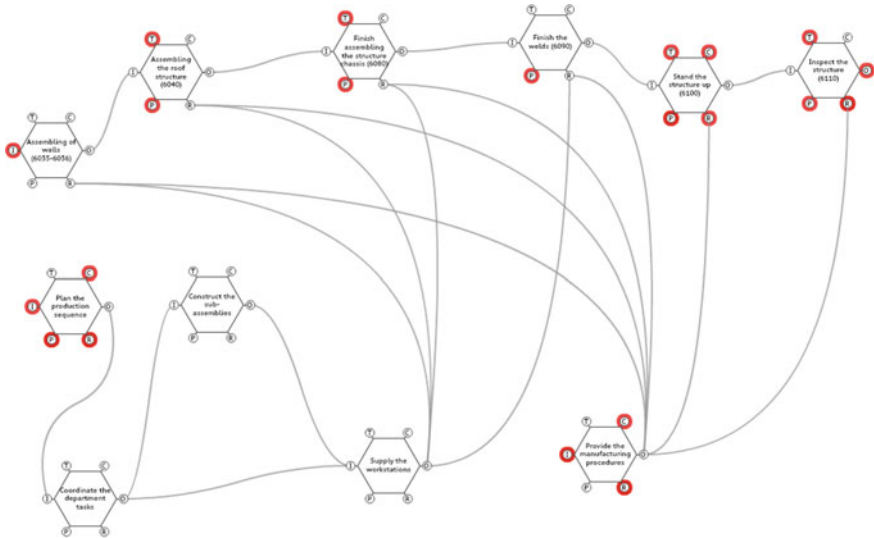 T C
Assembling
I the roof O
structure
(6040)
P R
T C
Finish
assembling
I the structure O
chassis (6080)
P R
T C
I Finish the O
welds (6090)
P R
T C
I Stand the O
structure up
(6100)
P R
T C
I Inspect the O
structure
(6110)
P R
T C
I Assembling of O
wells
(6035-6036)
P R
T C
Plan the
I production O
sequence
P R
T C
Construct the
I sub- O
assemblies
P R
T C
Coordinate the
I department O
tasks
P R
T C
I Supply the O
workstations
P R
T C
Provide the
I manufacturing O
procedures
P R